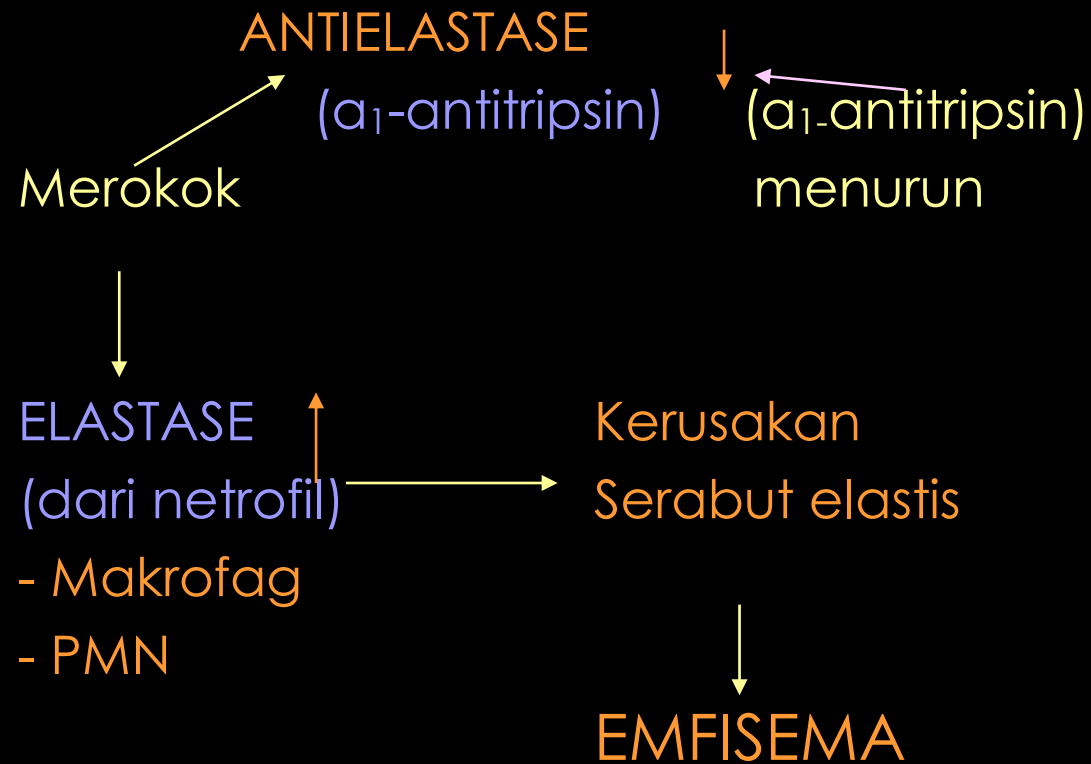 ANTIELASTASE
(a₁-antitripsin) (a₁-antitripsin)
Merokok menurun
ELASTASE Kerusakan
(dari netrofil) Serabut elastis
- Makrofag
- PMN
EMFISEMA